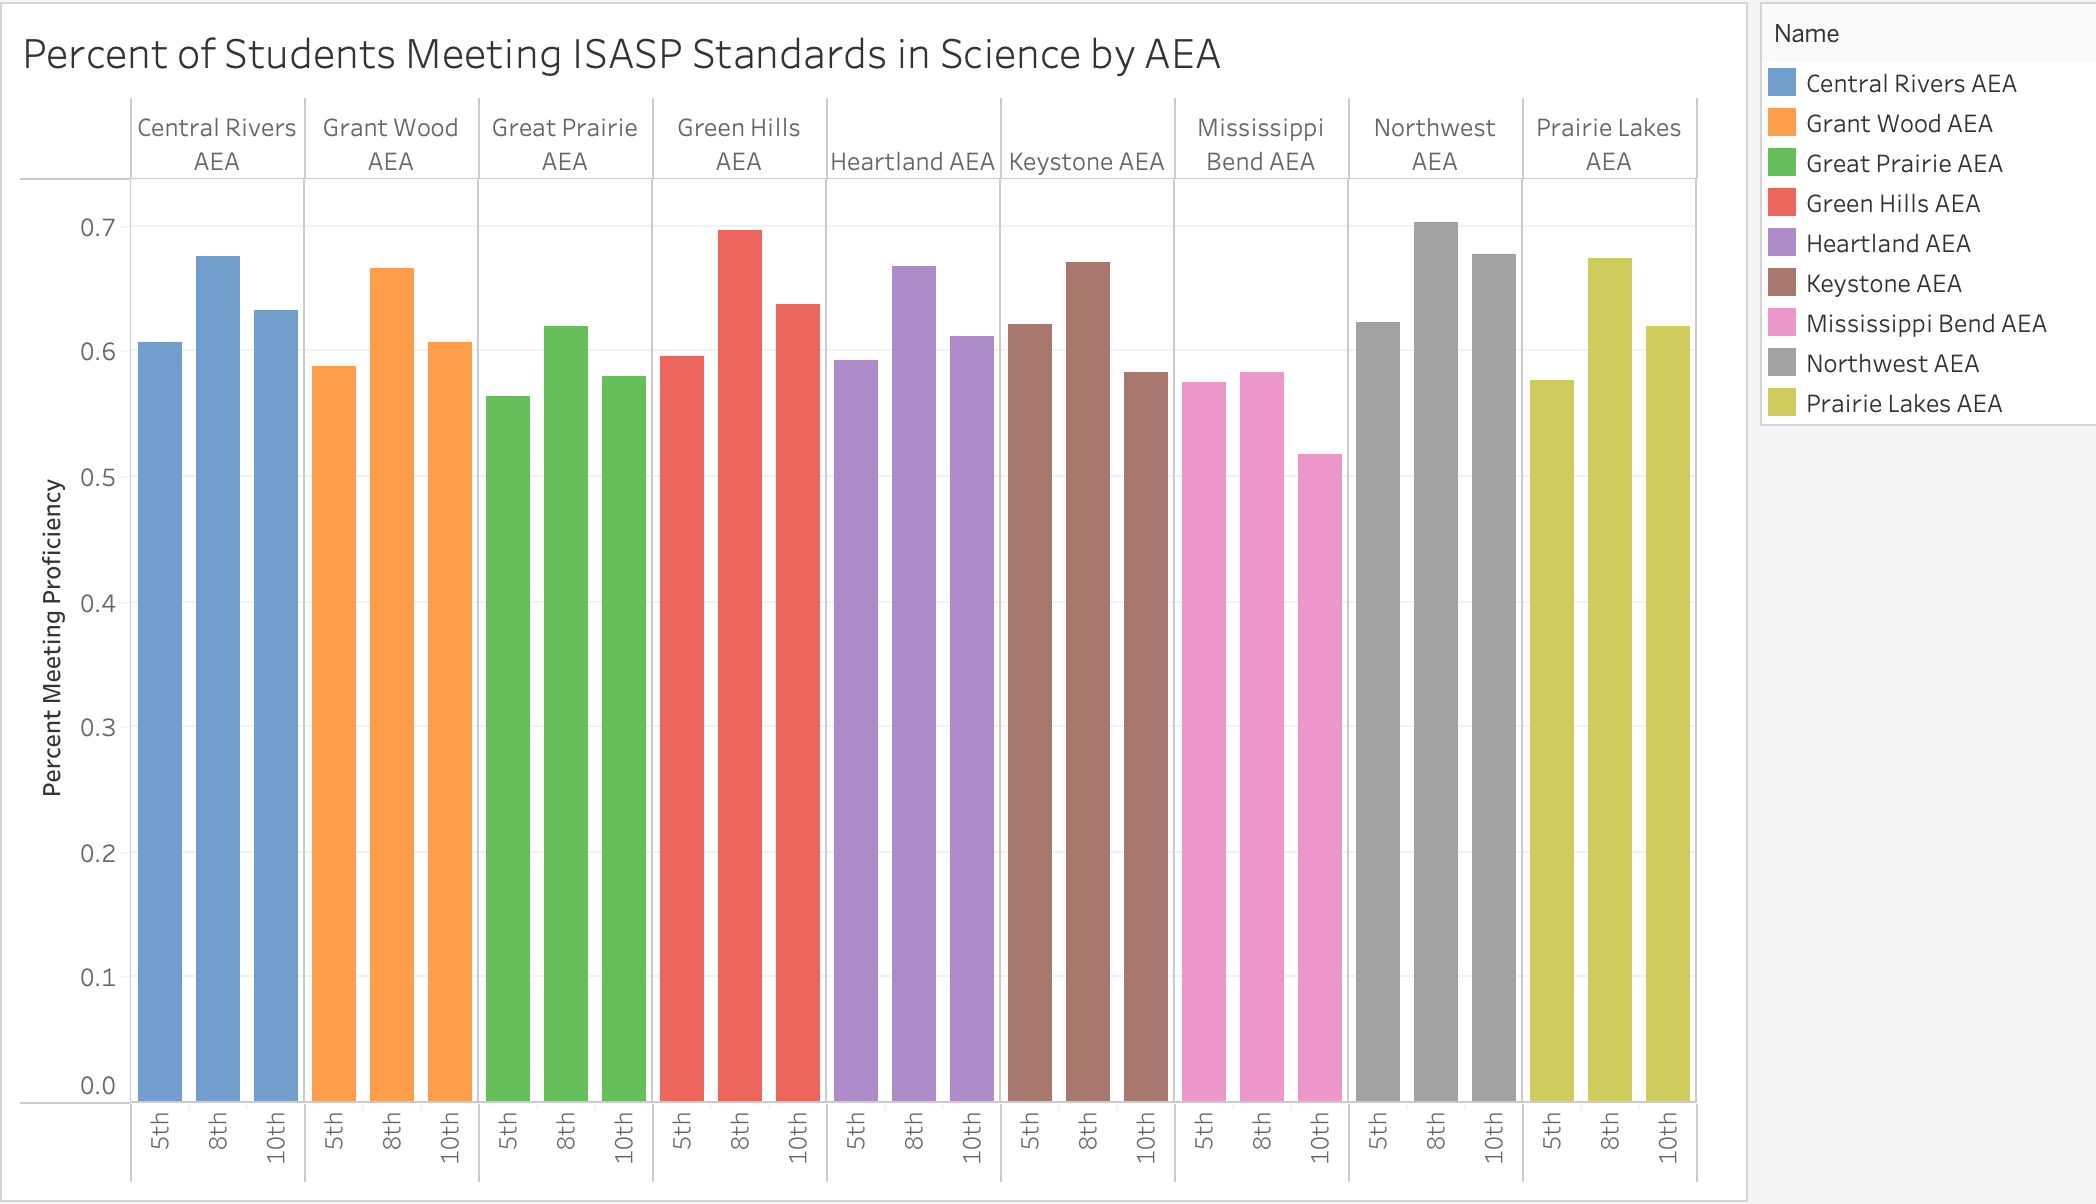 Percent of Students Meeting ISASP Standards in Science by AEA
Central Rivers
AEA
Grant Wood
AEA
Great Prairie
AEA
Green Hills
AEA
Heartland AEA
Keystone AEA
Mississippi
Bend AEA
Northwest
AEA
Prairie Lakes
AEA
Percent Meeting Proficiency
0.7
0.6
0.5
0.4
0.3
0.2
0.1
0.0
5th 8th 10th 5th 8th 10th 5th 8th 10th 5th 8th 10th 5th 8th 10th 5th 8th 10th 5th 8th 10th 5th 8th 10th 5th 8th 10th
Name
Central Rivers AEA
Grant Wood AEA
Great Prairie AEA
Green Hills AEA
Heartland AEA
Keystone AEA
Mississippi Bend AEA
Northwest AEA
Prairie Lakes AEA